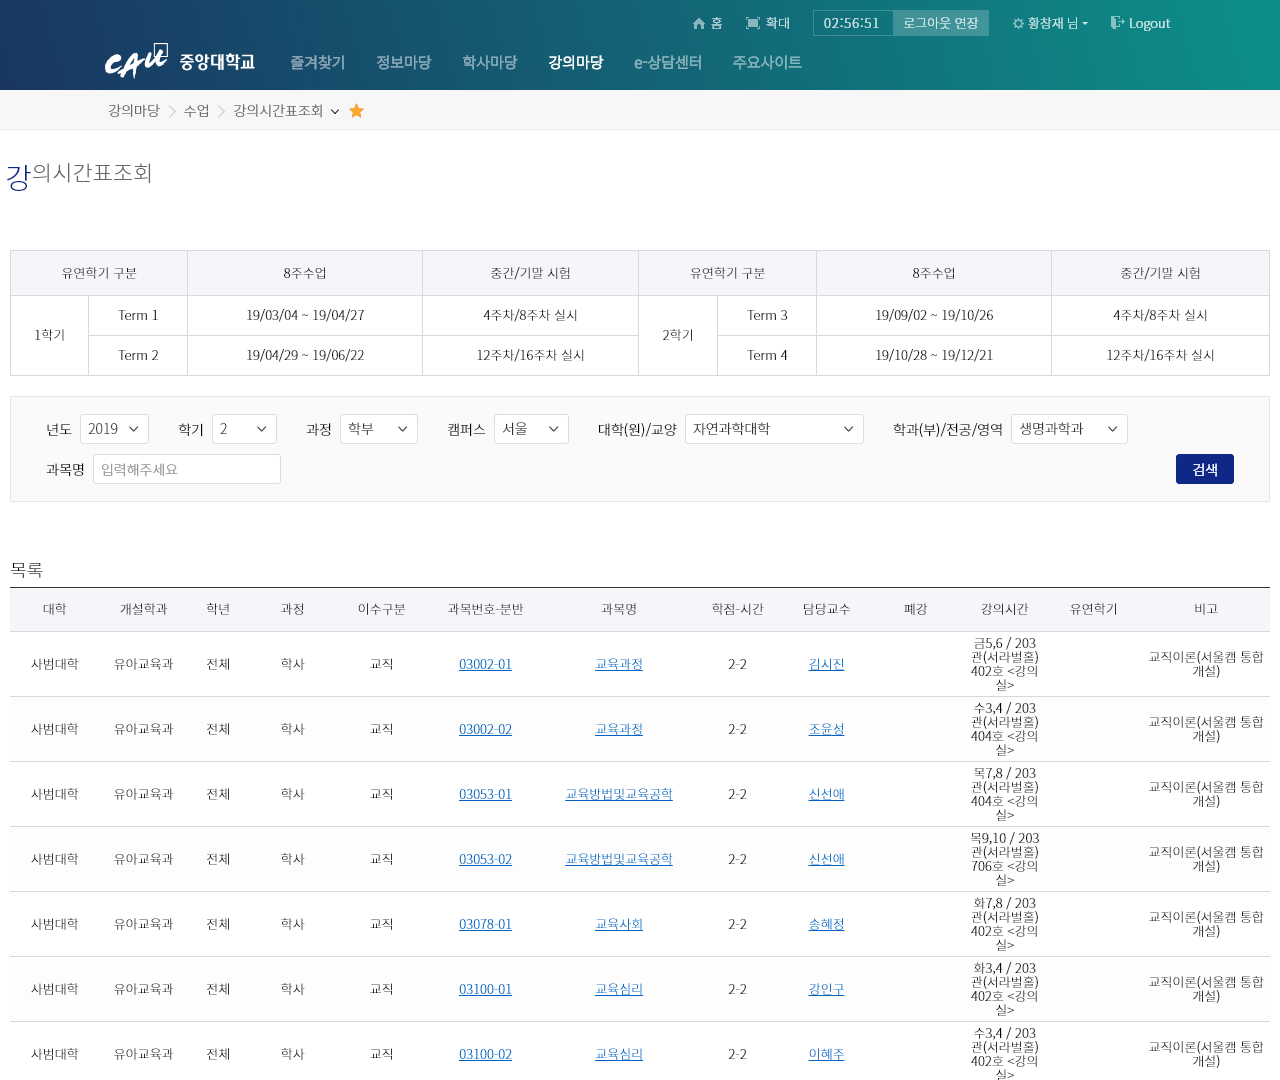 홈 확대 02:56:51 로그아웃 연장 황창재 님 Logout
CAU 중앙대학교 즐겨찾기 정보마당 학사마당 강의마당 e-상담센터 주요사이트
강의마당 수업 강의시간표조회
강의시간표조회
유연학기 구분 8주수업 중간/기말 시험 유연학기 구분 8주수업 중간/기말 시험
1학기 Term 1 19/03/04 ~ 19/04/27 4주차/8주차 실시 2학기 Term 3 19/09/02 ~ 19/10/26 4주차/8주차 실시
Term 2 19/04/29 ~ 19/06/22 12주차/16주차 실시 Term 4 19/10/28 ~ 19/12/21 12주차/16주차 실시
년도 2019 학기 2 과정 학부 캠퍼스 서울 대학(원)/교양 자연과학대학 학과(부)/전공/영역 생명과학과
과목명 입력해주세요 검색
목록
대학 개설학과 학년 과정 이수구분 과목번호-분반 과목명 학점-시간 담당교수 폐강 강의시간 유연학기 비고
사범대학 유아교육과 전체 학사 교직 03002-01 교육과정 2-2 김시진 금5,6 / 203
관(서라벌홀)
402호 <강의
실> 교직이론(서울캠 통합
개설)
사범대학 유아교육과 전체 학사 교직 03002-02 교육과정 2-2 조윤성 수3,4 / 203
관(서라벌홀)
404호 <강의
실> 교직이론(서울캠 통합
개설)
사범대학 유아교육과 전체 학사 교직 03053-01 교육방법및교육공학 2-2 신선애 목7,8 / 203
관(서라벌홀)
404호 <강의
실> 교직이론(서울캠 통합
개설)
사범대학 유아교육과 전체 학사 교직 03053-02 교육방법및교육공학 2-2 신선애 목9,10 / 203
관(서라벌홀)
706호 <강의
실> 교직이론(서울캠 통합
개설)
사범대학 유아교육과 전체 학사 교직 03078-01 교육사회 2-2 송혜정 화7,8 / 203
관(서라벌홀)
402호 <강의
실> 교직이론(서울캠 통합
개설)
사범대학 유아교육과 전체 학사 교직 03100-01 교육심리 2-2 강인구 화3,4 / 203
관(서라벌홀)
402호 <강의
실> 교직이론(서울캠 통합
개설)
사범대학 유아교육과 전체 학사 교직 03100-02 교육심리 2-2 이혜주 수3,4 / 203
관(서라벌홀)
402호 <강의
실> 교직이론(서울캠 통합
개설)